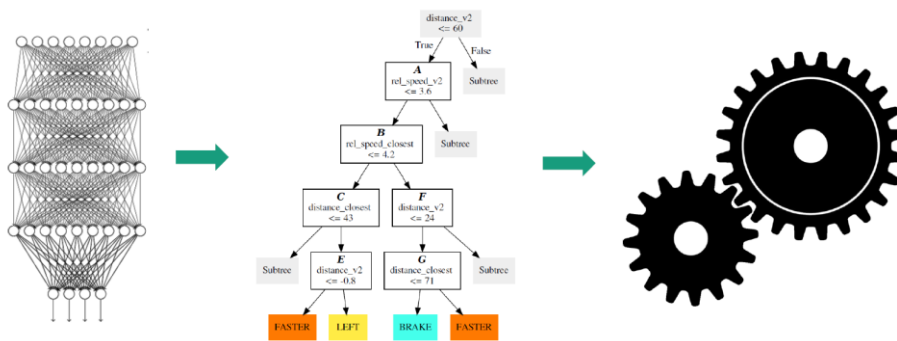 distance_v2
<= 60
True
False
A
rel_speed_v2
<= 3.6
Subtree
B
rel_speed_closest
<= 4.2
Subtree
C
distance_closest
<= 43
F
distance_v2
<= 24
Subtree
E
distance_v2
<= -0.8
G
distance_closest
<= 71
Subtree
FASTER
LEFT
BRAKE
FASTER